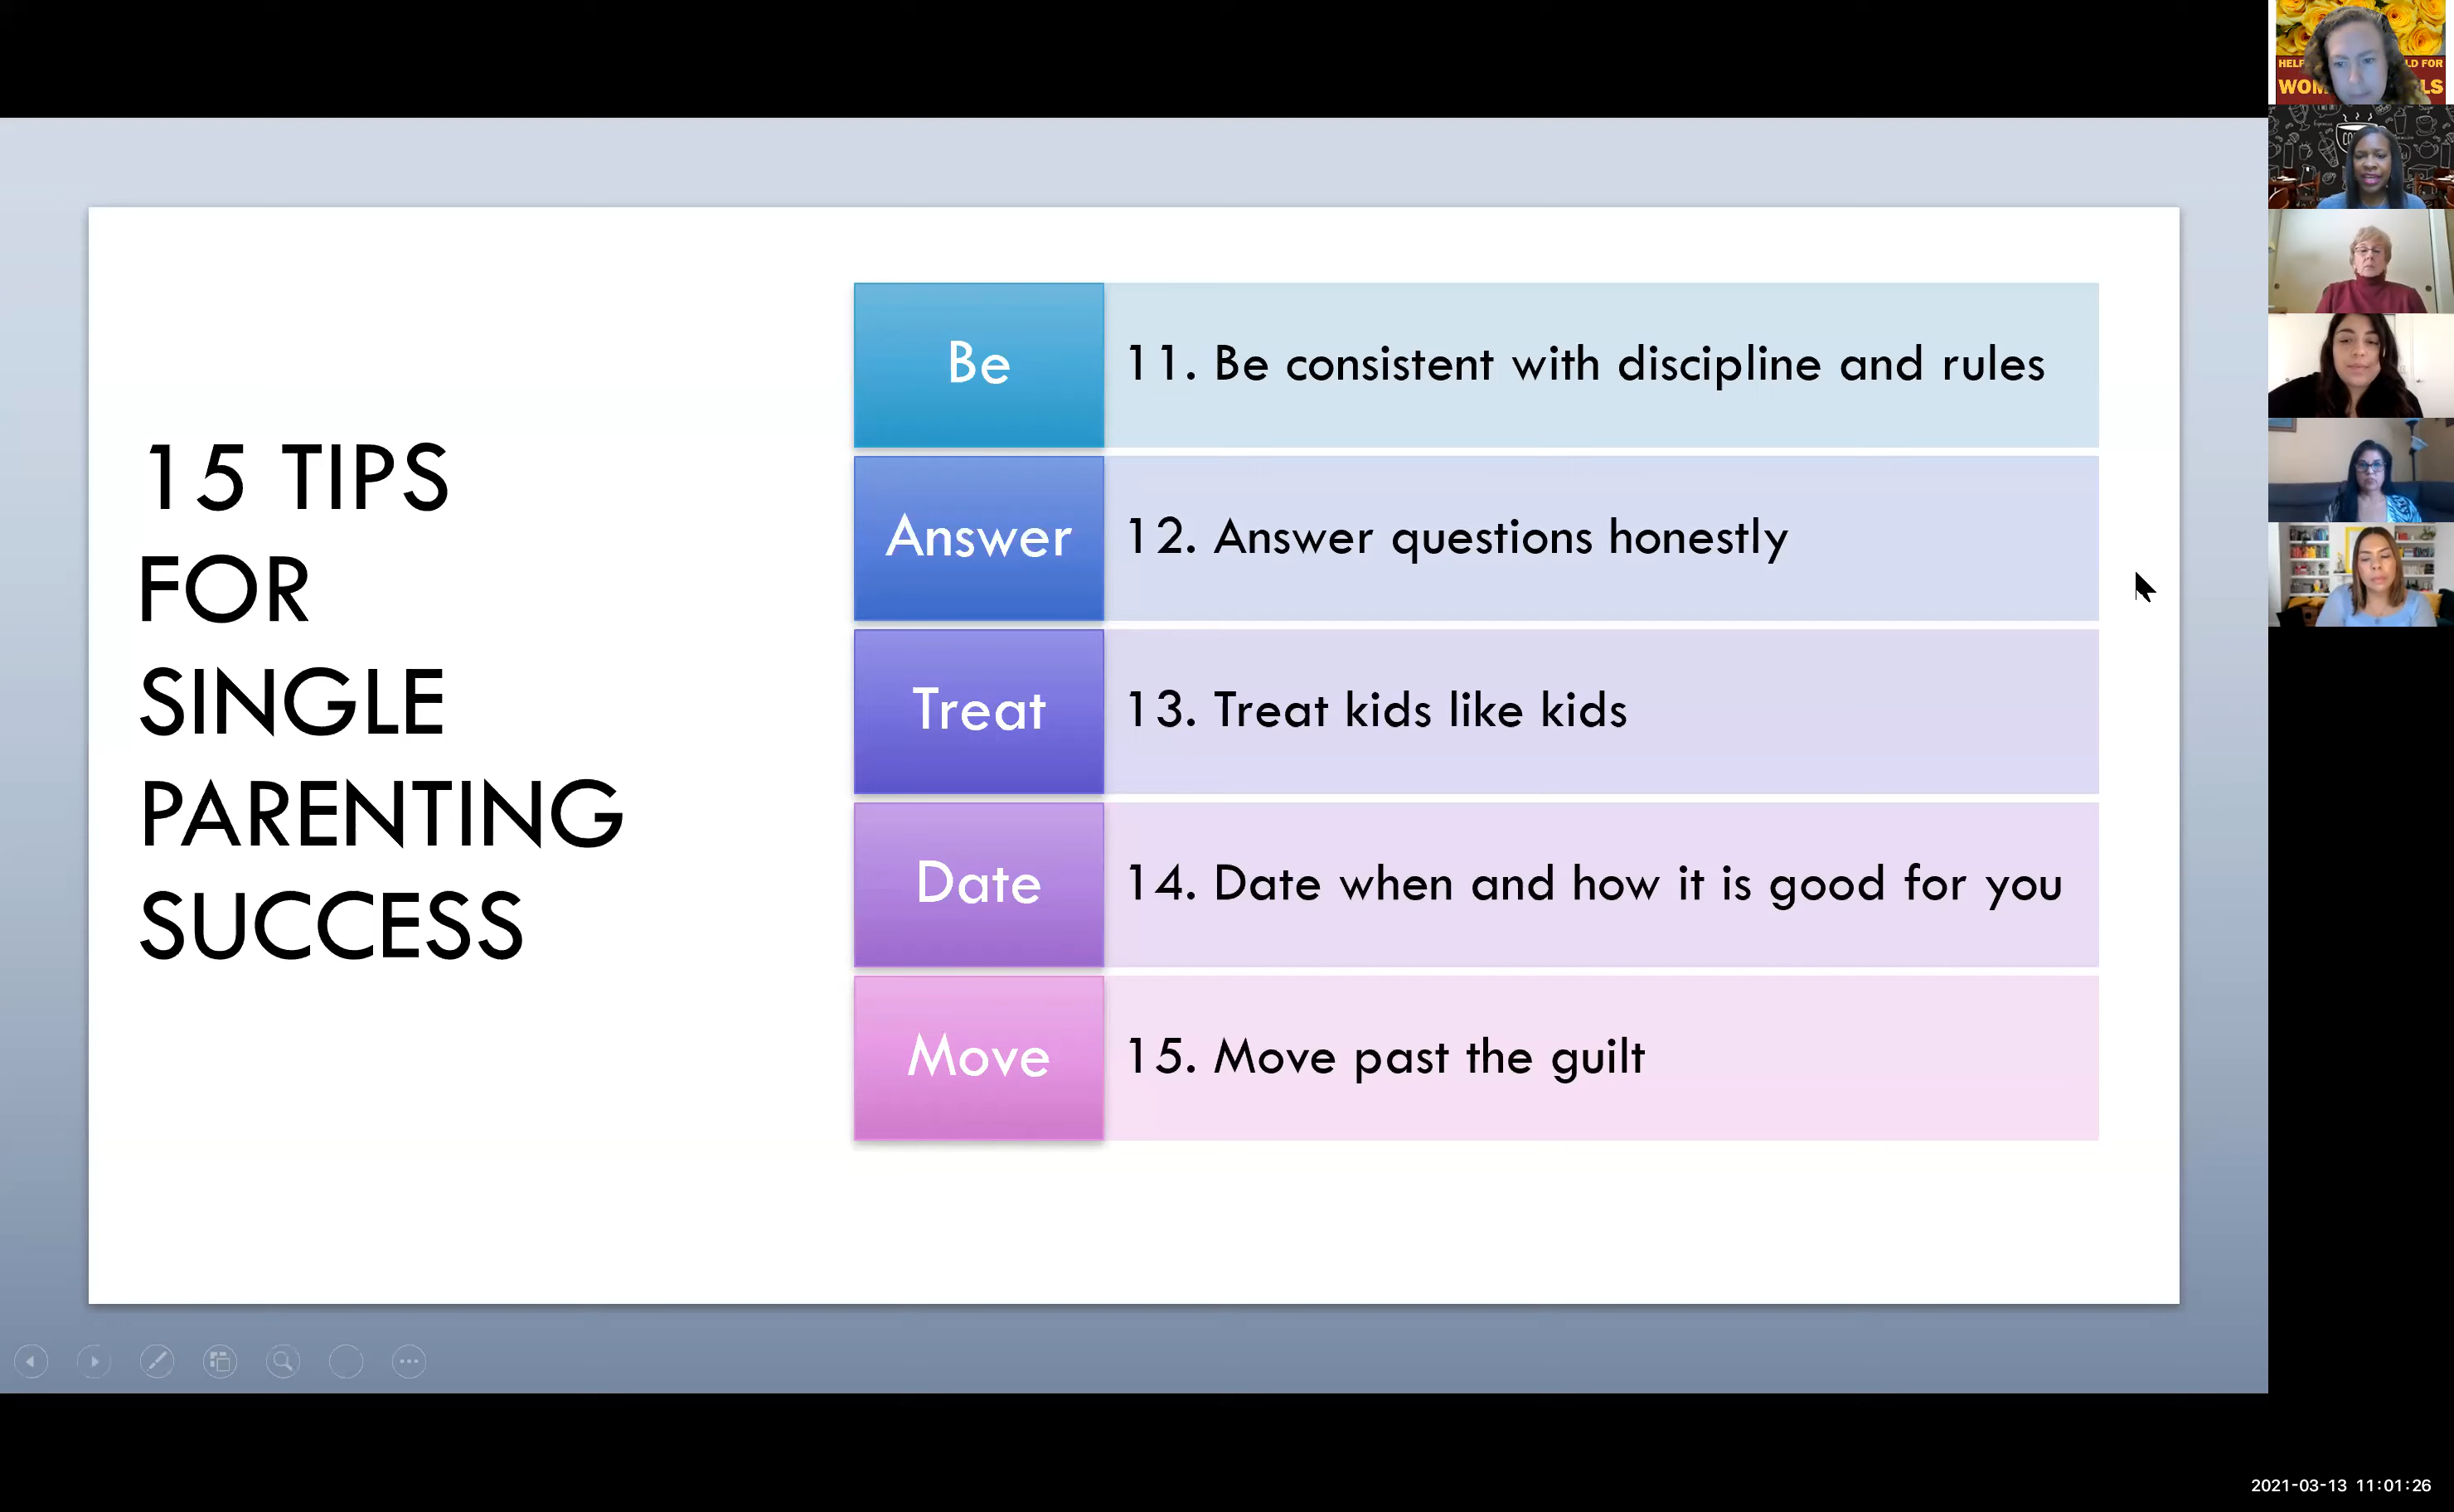 15 TIPS
FOR
SINGLE
PARENTING
SUCCESS
Be
11. Be consistent with discipline and rules
Answer
12. Answer questions honestly
Treat
13. Treat kids like kids
Date
14. Date when and how it is good for you
Move
15. Move past the guilt
2021-03-13 11:01:26